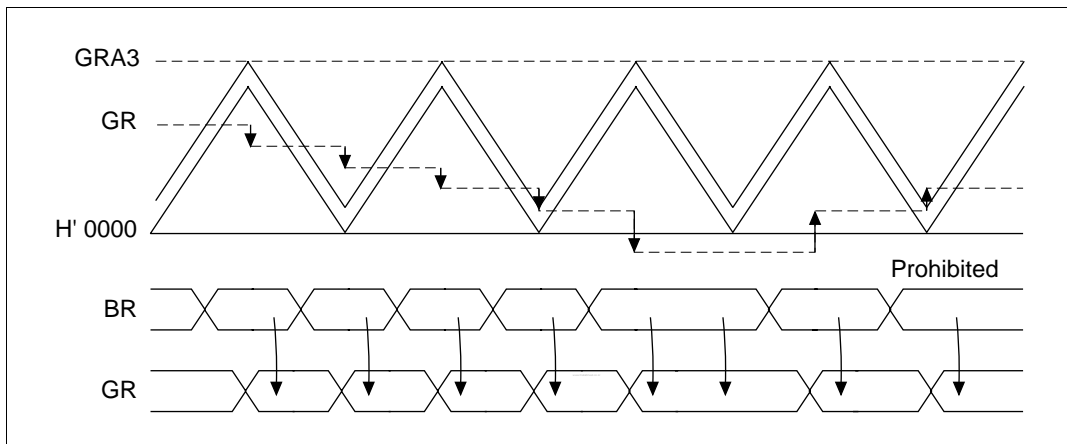 GRA3
GR
H' 0000
Prohibited
BR
GR